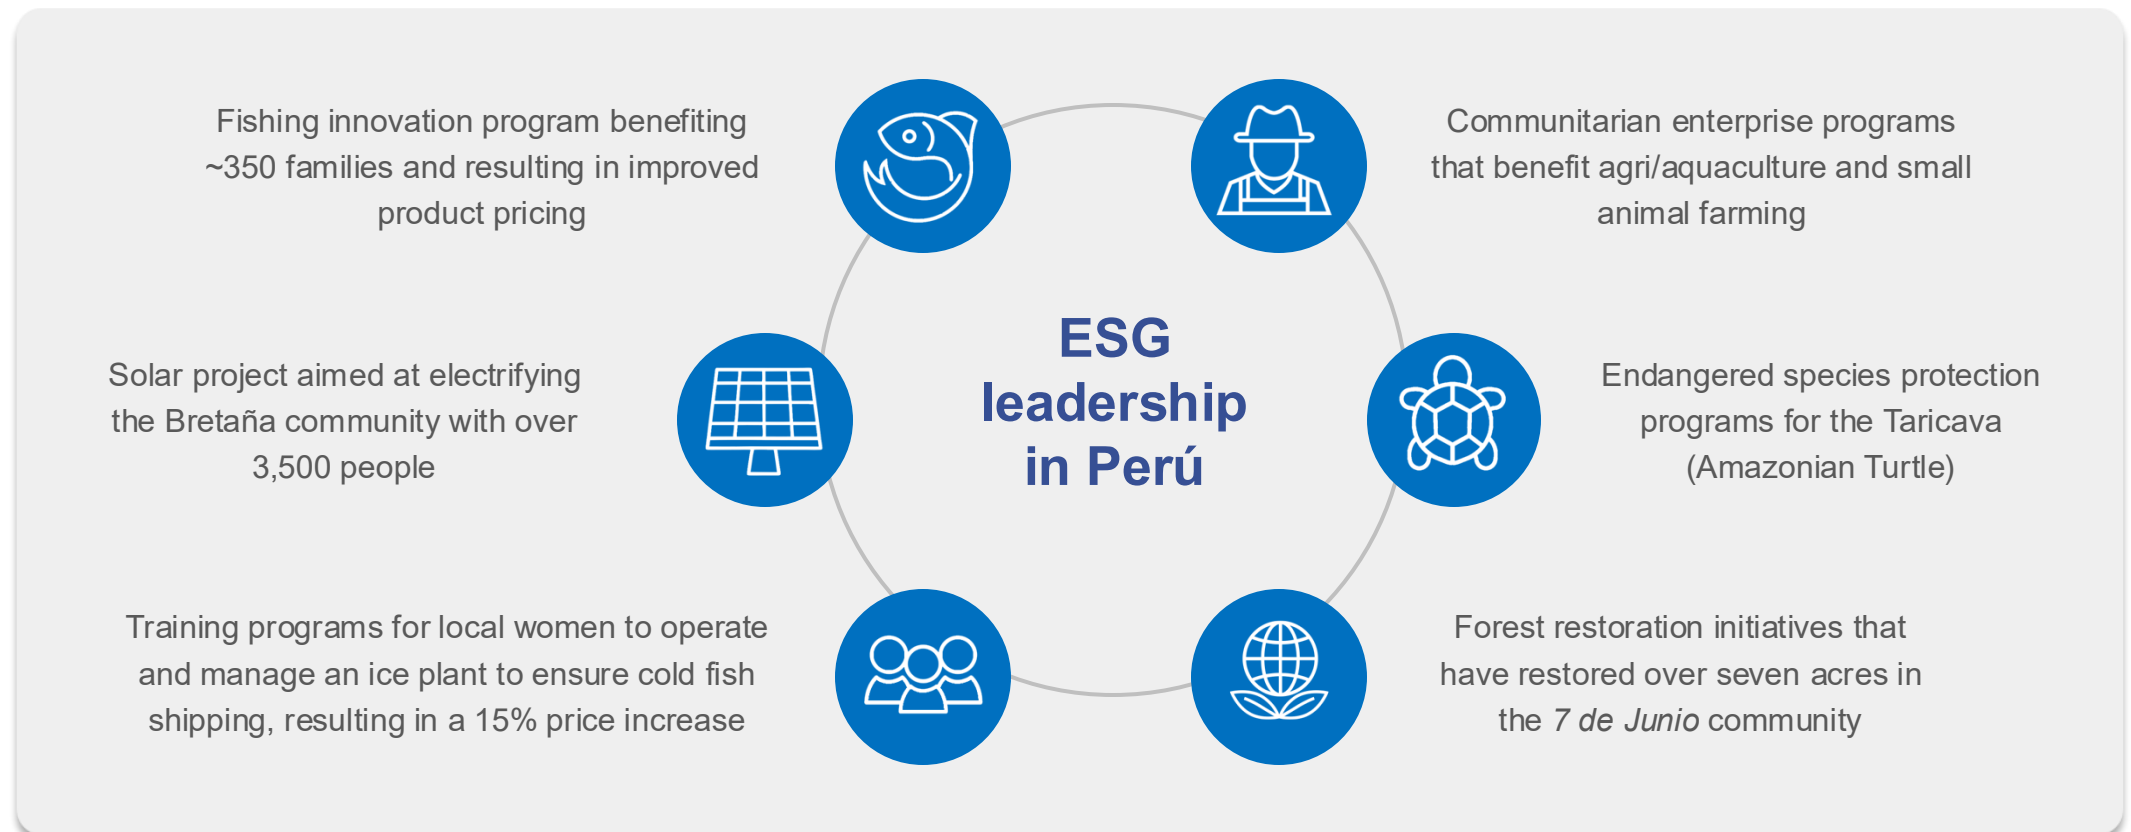 Fishing innovation program benefiting
~350 families and resulting in improved
product pricing
Communitarian enterprise programs
that benefit agri/aquaculture and small
animal farming
ESG
leadership
in Perú
Solar project aimed at electrifying
the Bretaña community with over
3,500 people
Endangered species protection
programs for the Taricava
(Amazonian Turtle)
Training programs for local women to operate
and manage an ice plant to ensure cold fish
shipping, resulting in a 15% price increase
Forest restoration initiatives that
have restored over seven acres in
the 7 de Junio community